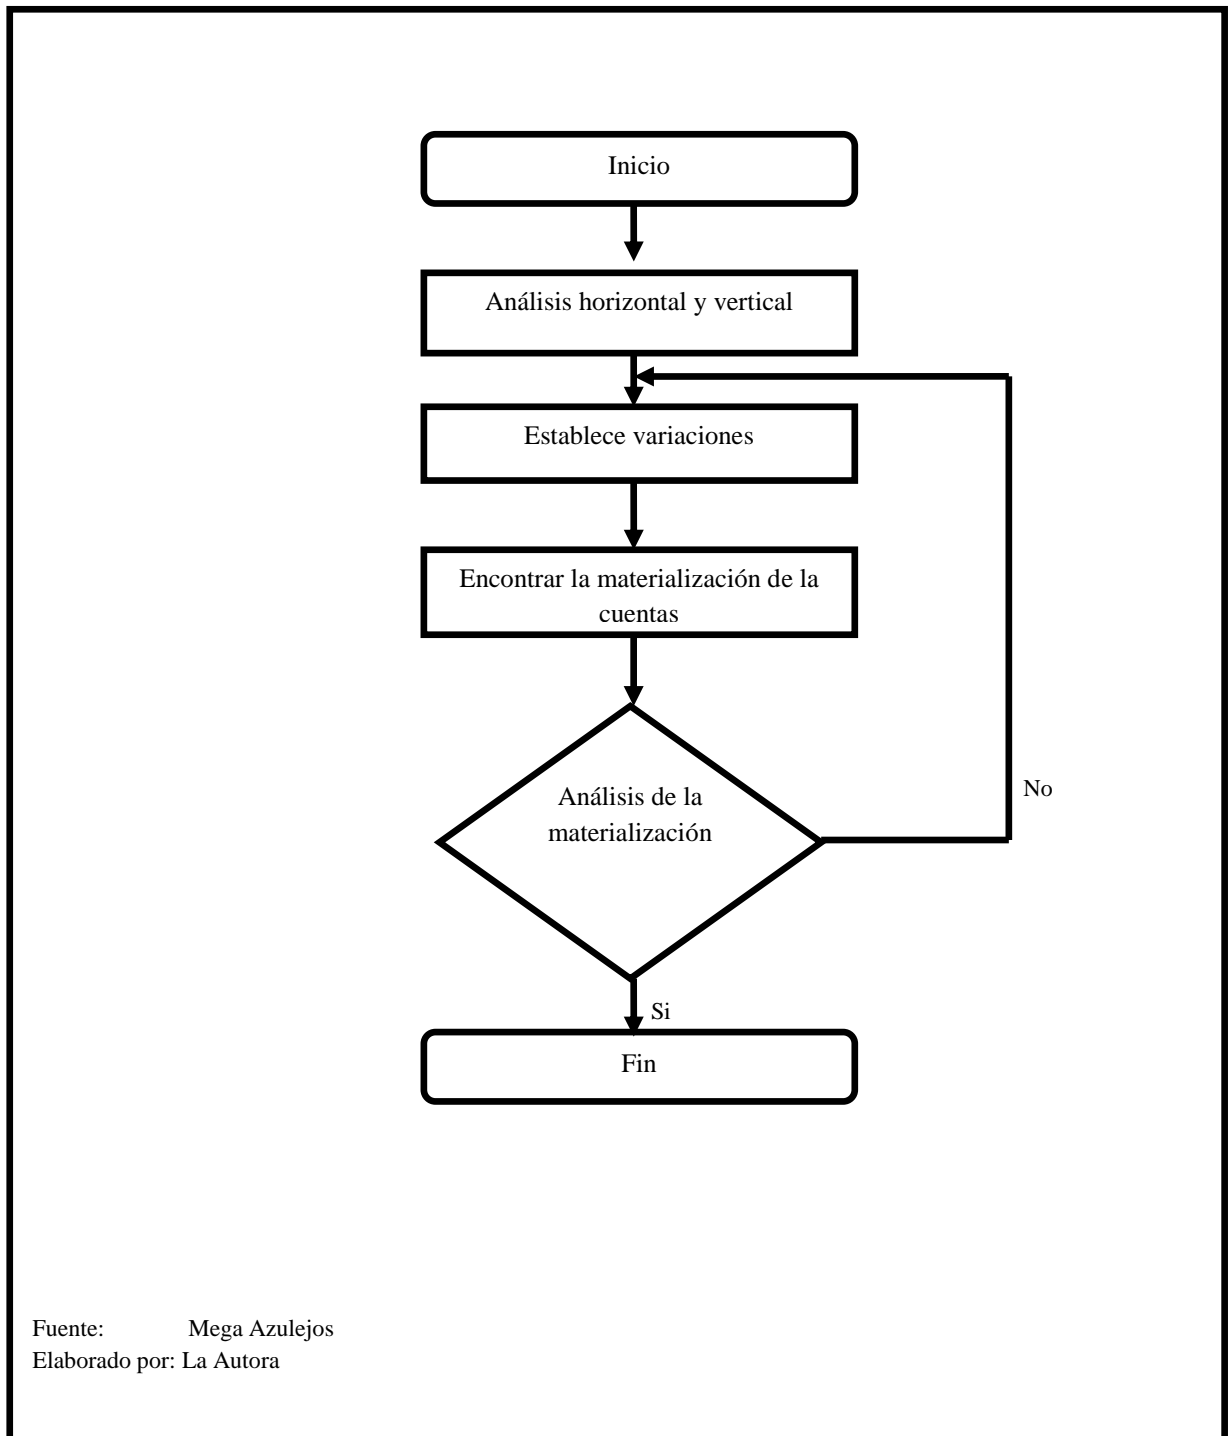 Inicio
Análisis horizontal y vertical
Establece variaciones
Encontrar la materialización de la
cuentas
Análisis de la
materialización
No
Si
Fin
Fuente: Mega Azulejos
Elaborado por: La Autora